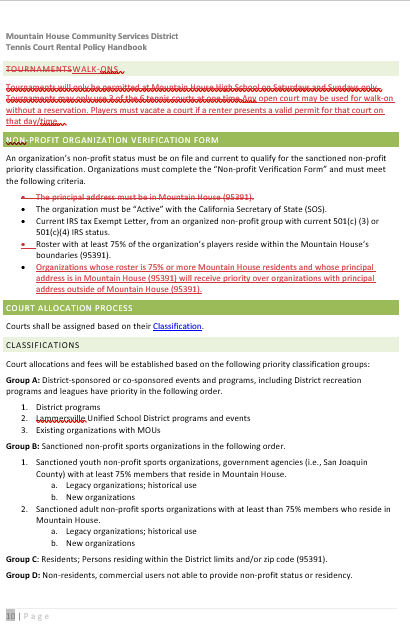 Mountain House Community Services District
Tennis Court Rental Policy Handbook
TOURNAMENTSWALK-ONS
Tournaments will only be permitted at Mountain House High School on Saturdays and Sundays only.
Tournaments may only use of the 6 tennis courts at one time.Any open court may be used for walk-on
without a reservation. Players must vacate a court if a renter presents a valid permit for that court on
that day/time.
NON-PROFIT ORGANIZATION VERIFICATION FORM
An organization's non-profit status must be on file and current to qualify for the sanctioned non-profit
priority classification. Organizations must complete the "Non-profit Verification Form" and must meet
the following criteria.
• The principal address must be in Mountain House (95391).
• The organization must be "Active" with the California Secretary of State (SOS).
• Current IRS tax Exempt Letter, from an organized non-profit group with current 501(c) (3) or
501(c)(4) IRS status.
• Roster with at least 75% of the organization's players reside within the Mountain House's
boundaries (95391).
• Organizations whose roster is 75% or more Mountain House residents and whose principal
address is in Mountain House (95391) will receive priority over organizations with principal
address outside of Mountain House (95391).
COURT ALLOCATION PROCESS
Courts shall be assigned based on their Classification.
CLASSIFICATIONS
Court allocations and fees will be established based on the following priority classification groups:
Group A: District-sponsored or co-sponsored events and programs, including District recreation
programs and leagues have priority in the following order.
1. District programs
2. Lammersville Unified School District programs and events
3. Existing organizations with MOUs
Group B: Sanctioned non-profit sports organizations in the following order.
1. Sanctioned youth non-profit sports organizations, government agencies (i.e., San Joaquin
County) with at least 75% members that reside in Mountain House.
a. Legacy organizations; historical use
b. New organizations
2. Sanctioned adult non-profit sports organizations with at least than 75% members who reside in
Mountain House.
a. Legacy organizations; historical use
b. New organizations
Group C: Residents; Persons residing within the District limits and/or zip code (95391).
Group D: Non-residents, commercial users not able to provide non-profit status or residency.
10 | Page